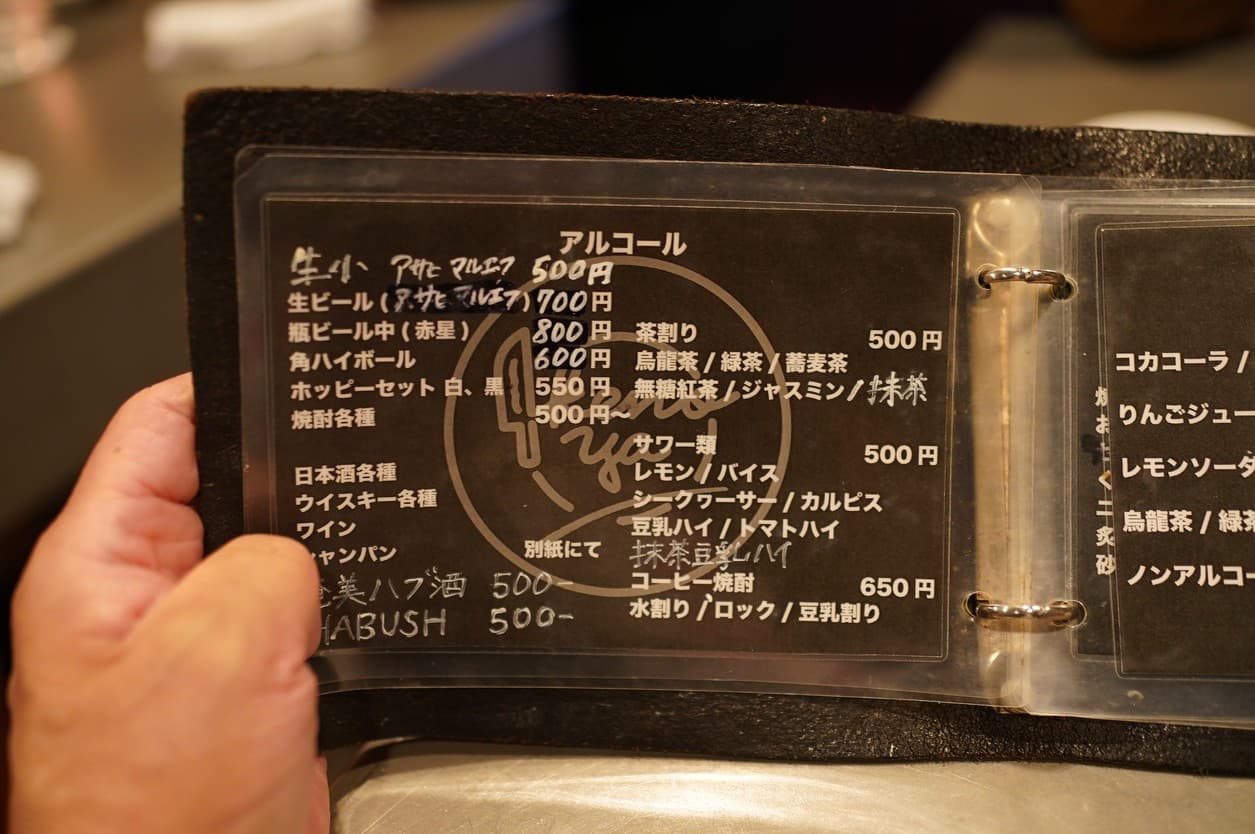 アルコール
生小 アサヒ マルエフ 500円
生ビール ( アサヒ マルエフ ) 700円
瓶ビール中 ( 赤星 ) 800円
角ハイボール 600円
ホッピーセット 白、黒 550円
焼酎各種 500円〜
日本酒各種
ウイスキー各種
ワイン
シャンパン 別紙にて
美ハブ酒 500-
HABUSH 500-
茶割り 500円
烏龍茶 / 緑茶 / 蕎麦茶
無糖紅茶 / ジャスミン / 抹茶
サワー類 500円
レモン / バイス
シークヮーサー / カルピス
豆乳ハイ / トマトハイ
抹茶豆乳ハイ
コーヒー焼酎 650円
水割り / ロック / 豆乳割り
コカコーラ /
りんごジュー
レモンソーダ
烏龍茶 / 緑茶
ノンアルコー